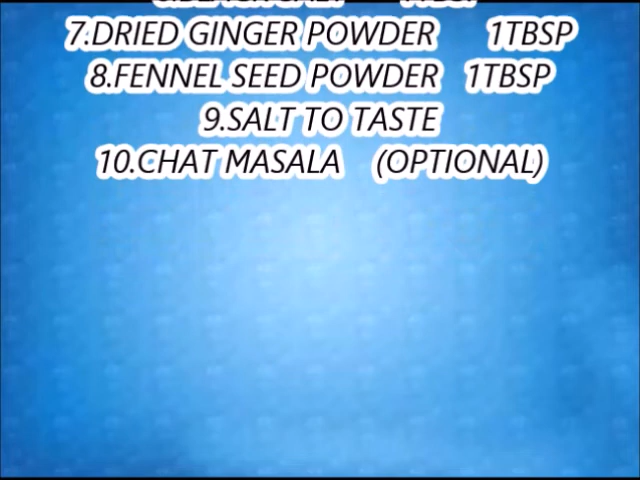 7.DRIED GINGER POWDER 1TBSP
8.FENNEL SEED POWDER 1TBSP
9.SALT TO TASTE
10.CHAT MASALA (OPTIONAL)